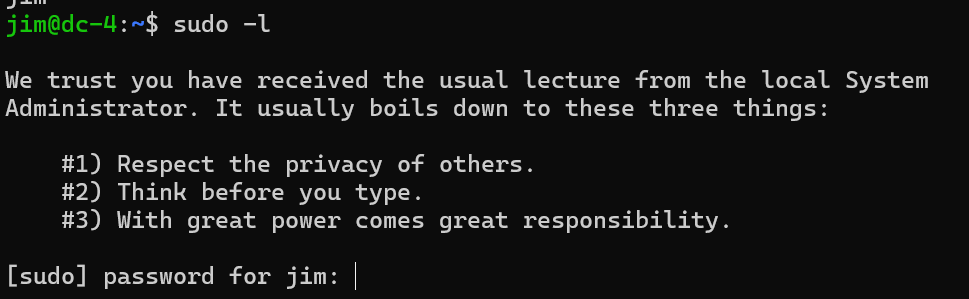 jim
jim@dc-4:~$ sudo -l
We trust you have received the usual lecture from the local System
Administrator. It usually boils down to these three things:
#1) Respect the privacy of others.
#2) Think before you type.
#3) With great power comes great responsibility.
[sudo] password for jim: